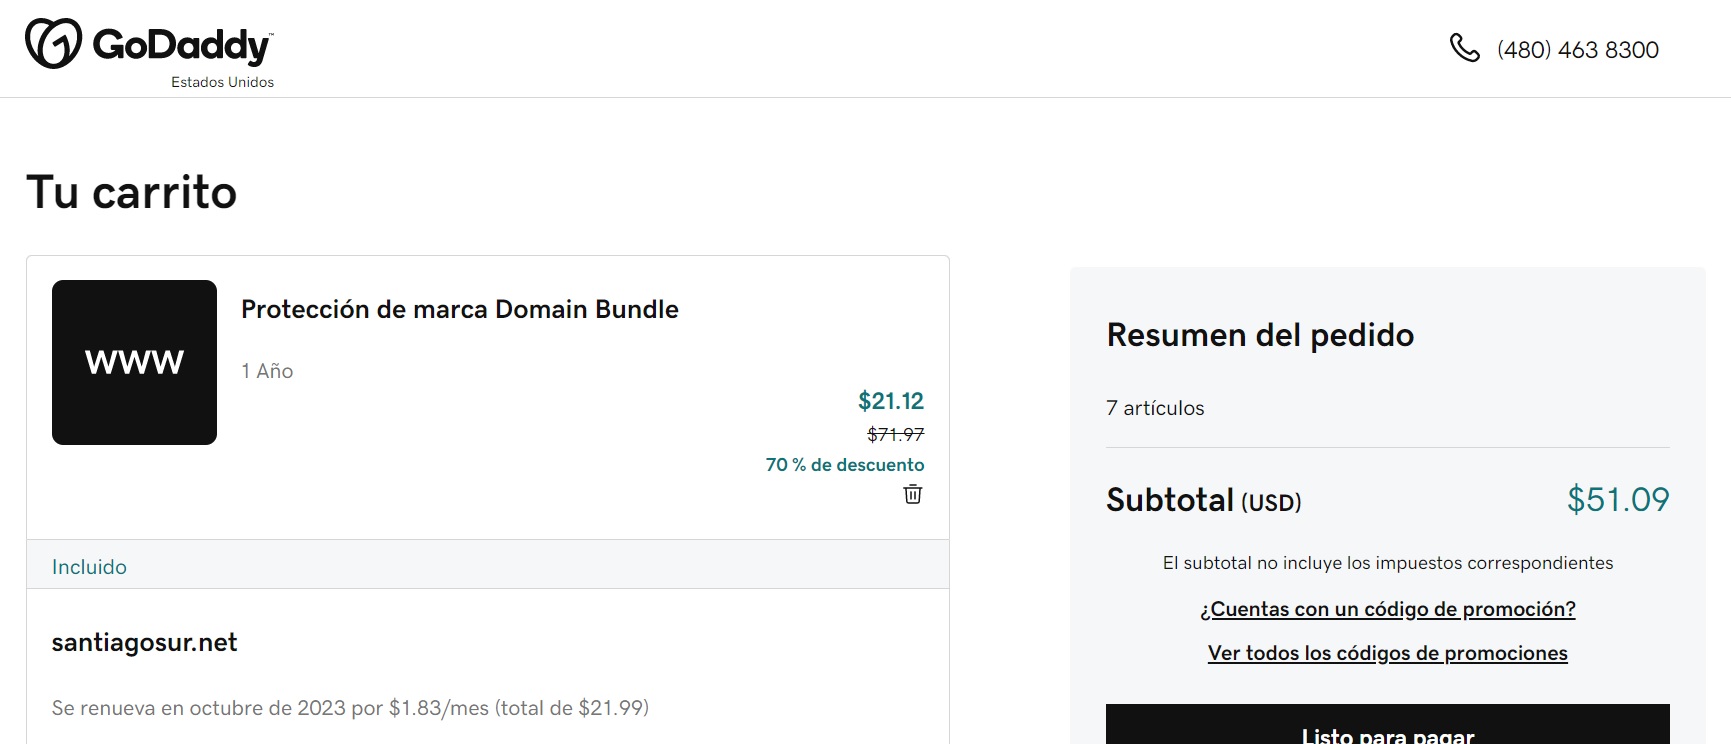 GoDaddy™
Estados Unidos
(480) 463 8300
Tu carrito
www
Protección de marca Domain Bundle
1 Año
$21.12
$71.97
70 % de descuento
Incluido
santiagosur.net
Se renueva en octubre de 2023 por $1.83/mes (total de $21.99)
Resumen del pedido
7 artículos
Subtotal (USD) $51.09
El subtotal no incluye los impuestos correspondientes
¿Cuentas con un código de promoción?
Ver todos los códigos de promociones
Listo para pagar